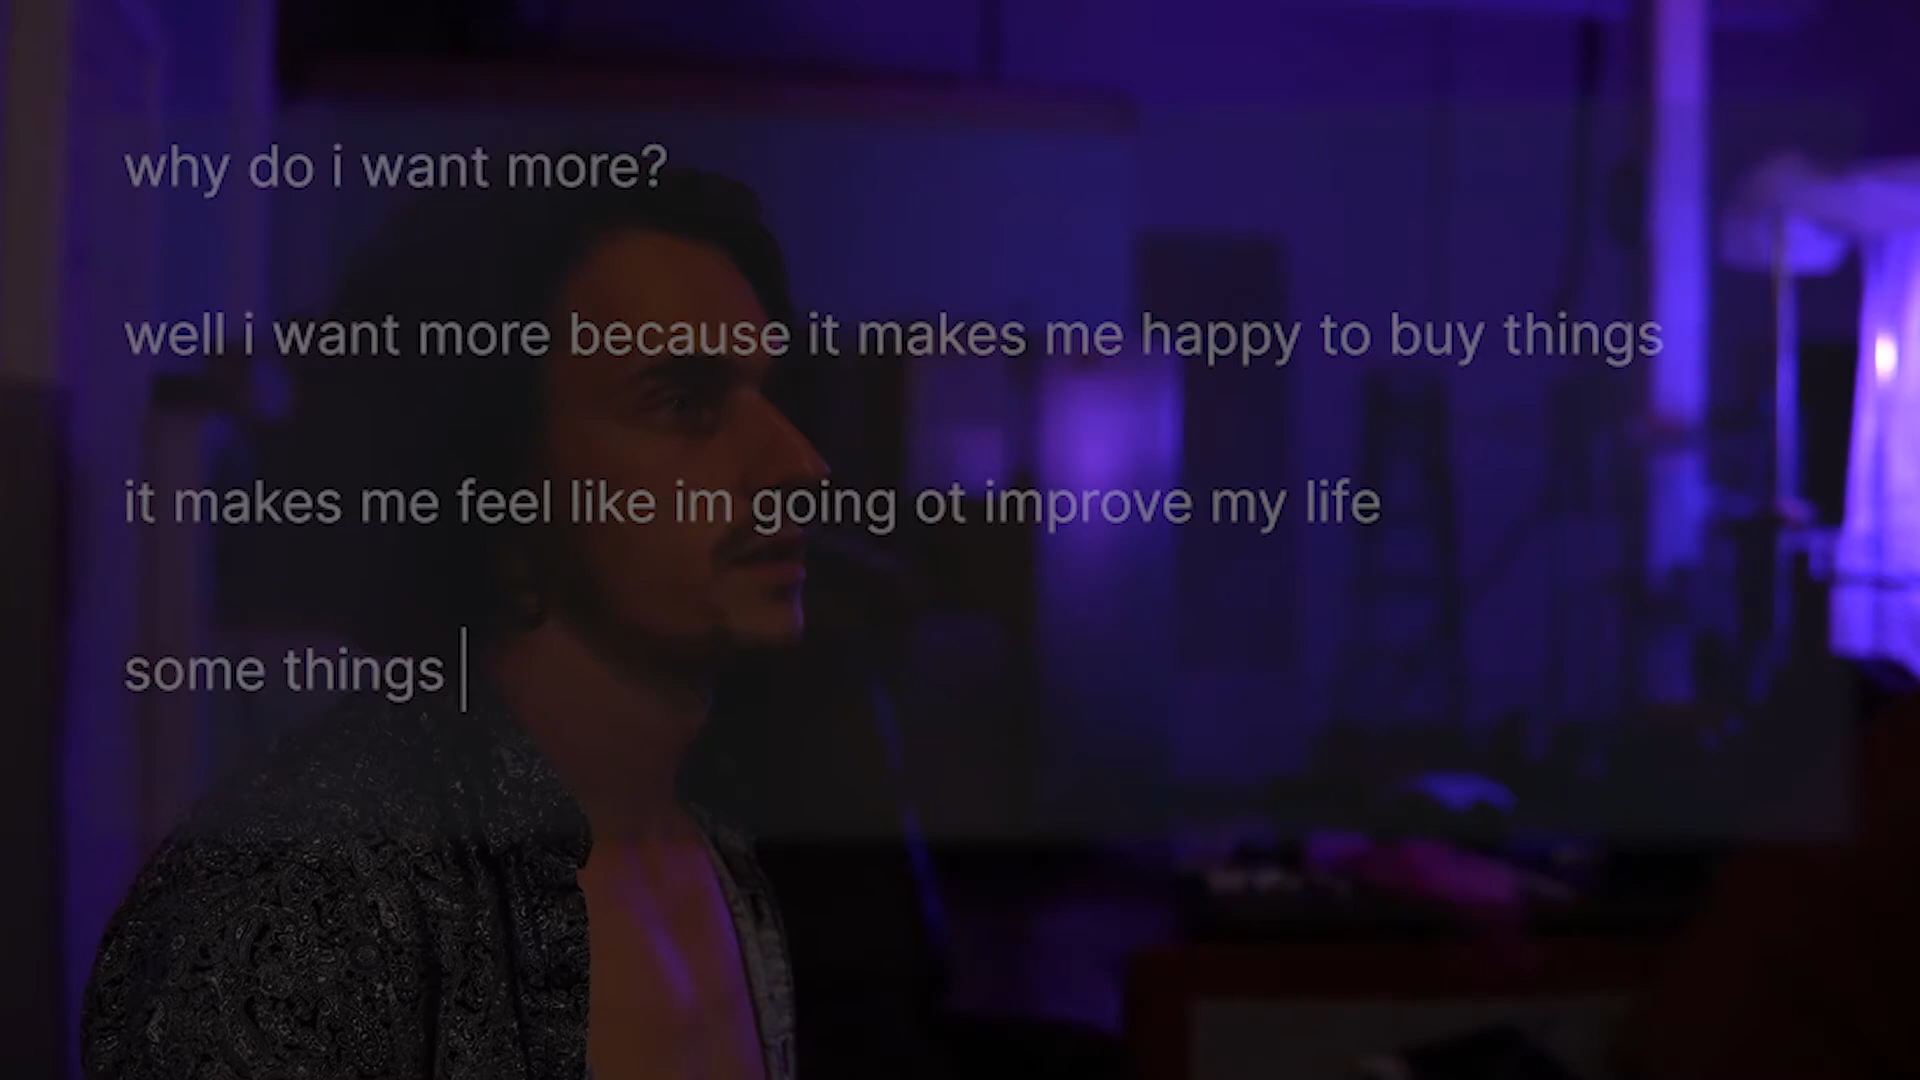 why do i want more?
well i want more because it makes me happy to buy things
it makes me feel like im going ot improve my life
some things